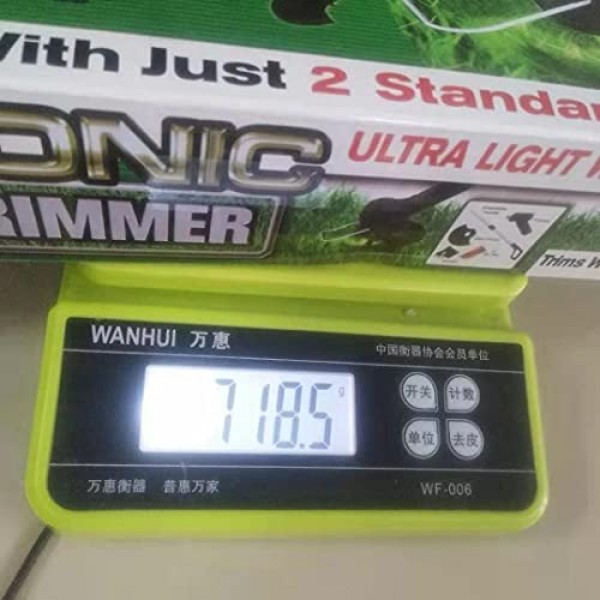 With Just 2 Standar
ONIC ULTRA LIGHT
RIMMER
Trims
WANHUI 万惠
中国衡器协会会员单位
718.5 g
开关 计数
单位 去皮
万惠衡器 普惠万家
WF-006